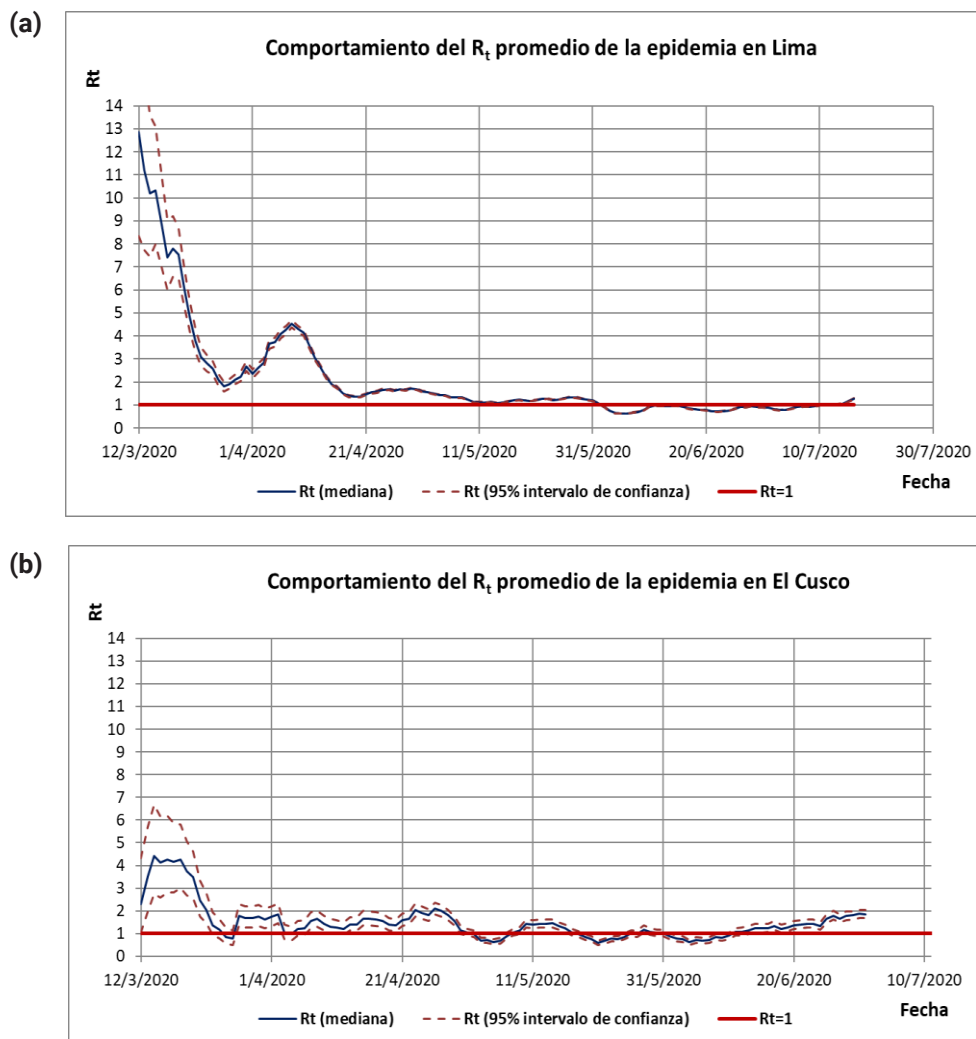 (a)
Comportamiento del Rt promedio de la epidemia en Lima
Rt
14
13
12
11
10
9
8
7
6
5
4
3
2
1
0
12/3/2020 1/4/2020 21/4/2020 11/5/2020 31/5/2020 20/6/2020 10/7/2020 30/7/2020
Fecha
Rt (mediana) Rt (95% intervalo de confianza) Rt=1
(b)
Comportamiento del Rt promedio de la epidemia en El Cusco
Rt
14
13
12
11
10
9
8
7
6
5
4
3
2
1
0
12/3/2020 1/4/2020 21/4/2020 11/5/2020 31/5/2020 20/6/2020 10/7/2020
Fecha
Rt (mediana) Rt (95% intervalo de confianza) Rt=1